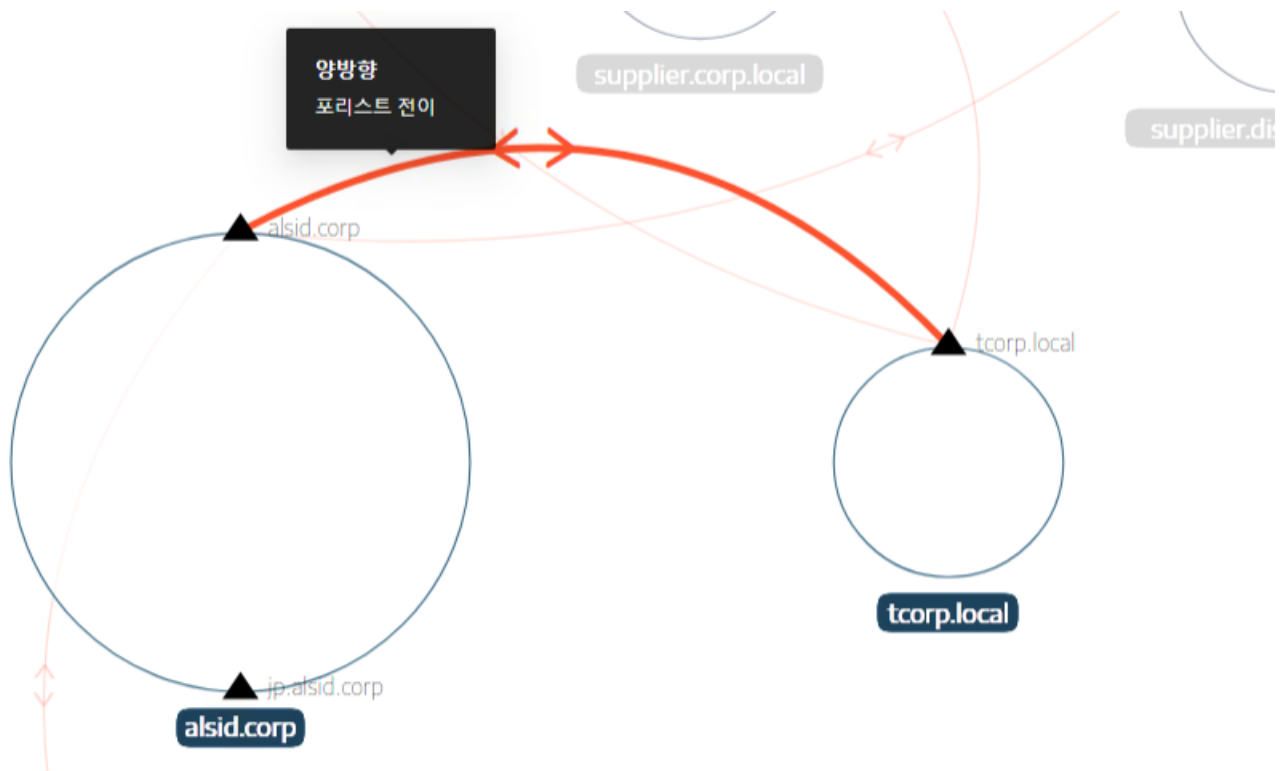 양방향
포리스트 전이
supplier.corp.local
supplier.dis
alsid.corp
tcorp.local
tcorp.local
jp.alsid.corp
alsid.corp